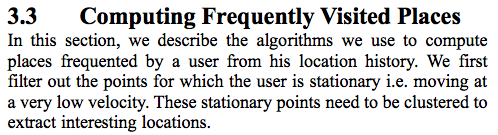 3.3 Computing Frequently Visited Places
In this section, we describe the algorithms we use to compute
places frequented by a user from his location history. We first
filter out the points for which the user is stationary i.e. moving at
a very low velocity. These stationary points need to be clustered to
extract interesting locations.